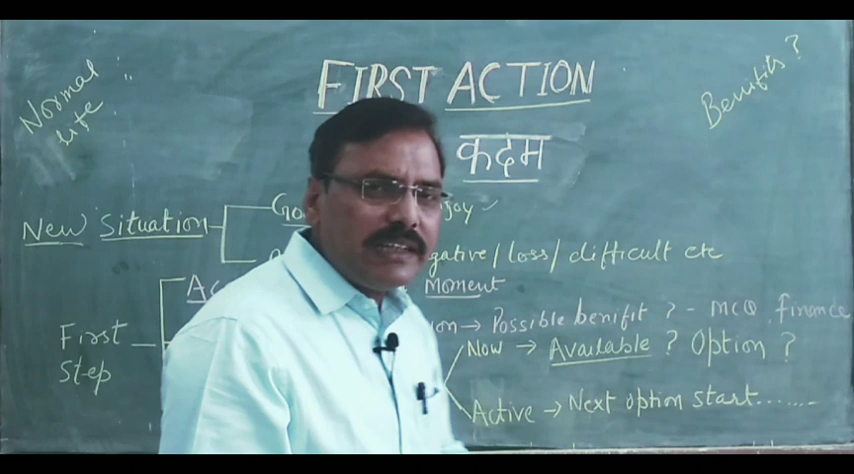 FIRST ACTION
Normal life
Benifits?
कदम
New Situation
joy
gative/loss/difficult etc
MOMENT
→ Possible benifit ? - MCQ, finance
First Step
Now → Available ? Option ?
Active → Next option start.......